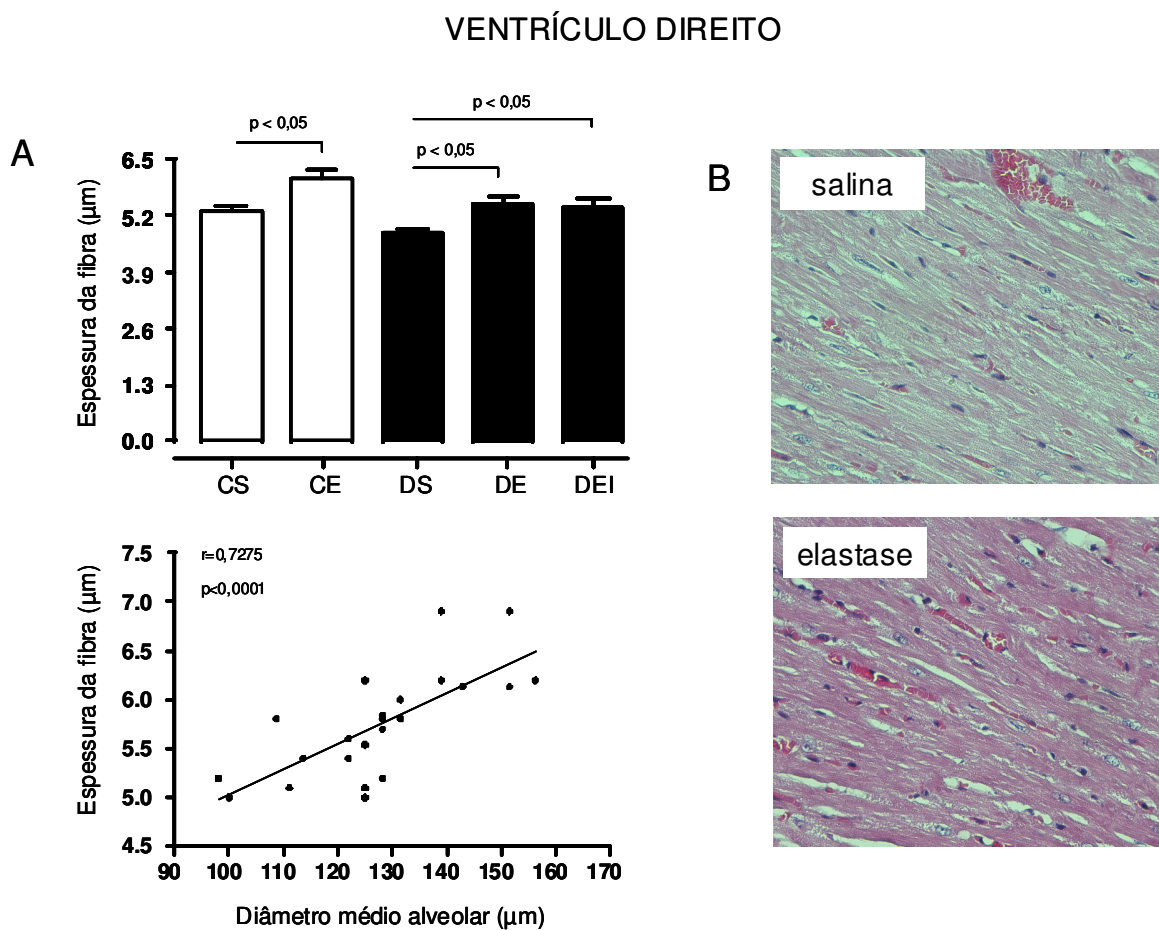 VENTRÍCULO DIREITO
A
p < 0,05
p < 0,05
p < 0,05
Espessura da fibra (µm)
6.5
5.2
3.9
2.6
1.3
0.0
CS CE DS DE DEI
B
salina
elastase
r=0,7275
p<0,0001
Espessura da fibra (µm)
7.5
7.0
6.5
6.0
5.5
5.0
4.5
90 100 110 120 130 140 150 160 170
Diâmetro médio alveolar (µm)